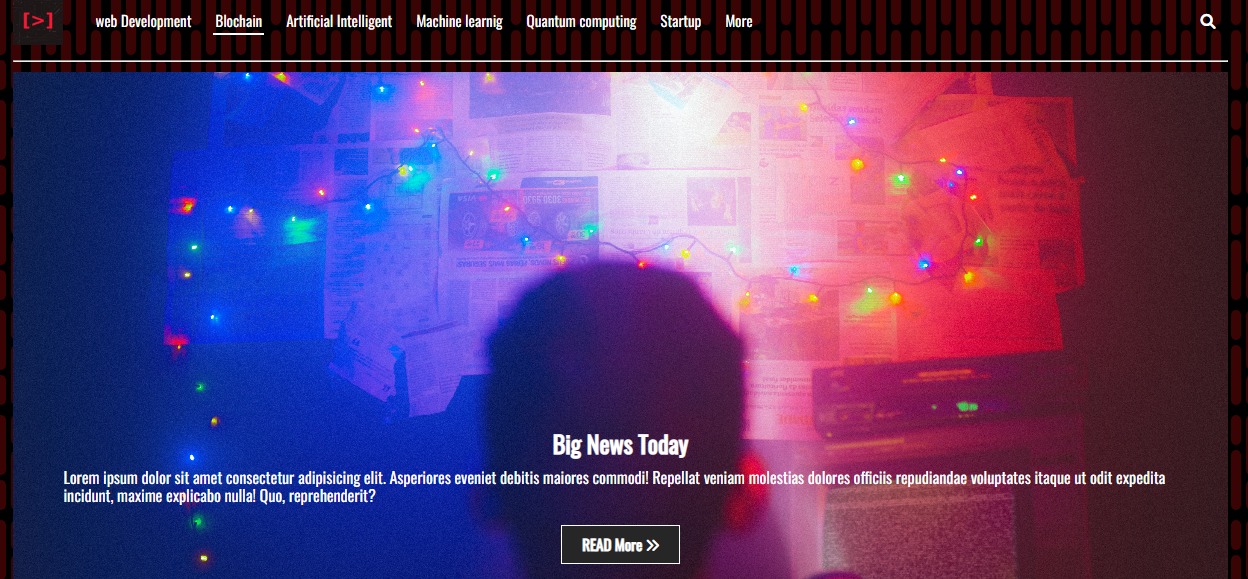 [>]
web Development Blochain Artificial Intelligent Machine learnig Quantum computing Startup More
Big News Today
Lorem ipsum dolor sit amet consectetur adipisicing elit. Asperiores eveniet debitis maiores commodi! Repellat veniam molestias dolores officiis repudiandae voluptates itaque ut odit expedita
incidunt, maxime explicabo nulla! Quo, reprehenderit?
READ More